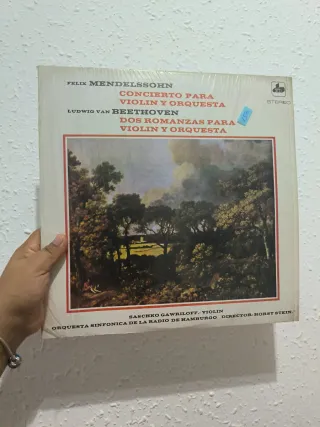 FELIX MENDELSSOHN
CONCIERTO PARA
VIOLIN Y ORQUESTA
LUDWIG VAN BEETHOVEN
DOS ROMANZAS PARA
VIOLIN Y ORQUESTA
STEREO
SASCHKO GAWRILOFF, VIOLIN
ORQUESTA SINFONICA DE LA RADIO DE HAMBURGO DIRECTOR: HORST STEIN